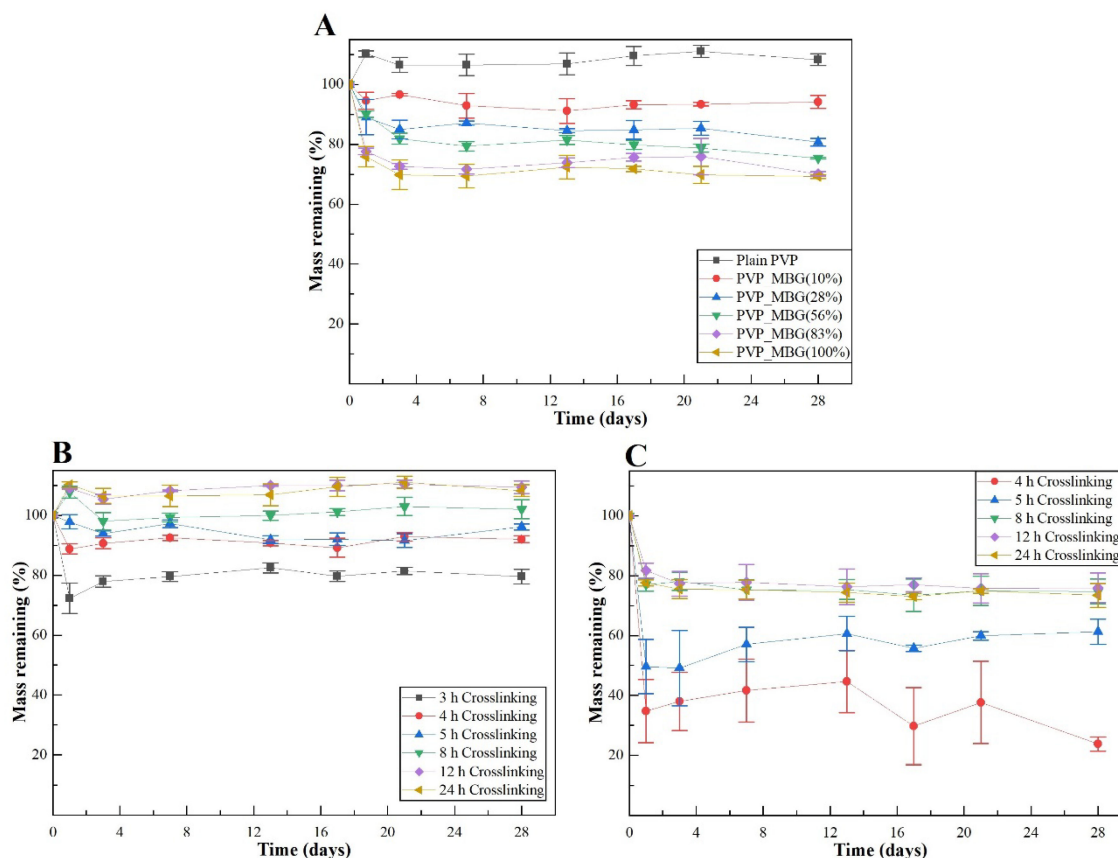 A
Mass remaining (%)
100
80
60
40
20
Plain PVP
PVP_MBG(10%)
PVP_MBG(28%)
PVP_MBG(56%)
PVP_MBG(83%)
PVP_MBG(100%)
0 4 8 12 16 20 24 28
Time (days)
B
Mass remaining (%)
100
80
60
40
20
3 h Crosslinking
4 h Crosslinking
5 h Crosslinking
8 h Crosslinking
12 h Crosslinking
24 h Crosslinking
0 4 8 12 16 20 24 28
Time (days)
C
Mass remaining (%)
100
80
60
40
20
4 h Crosslinking
5 h Crosslinking
8 h Crosslinking
12 h Crosslinking
24 h Crosslinking
0 4 8 12 16 20 24 28
Time (days)